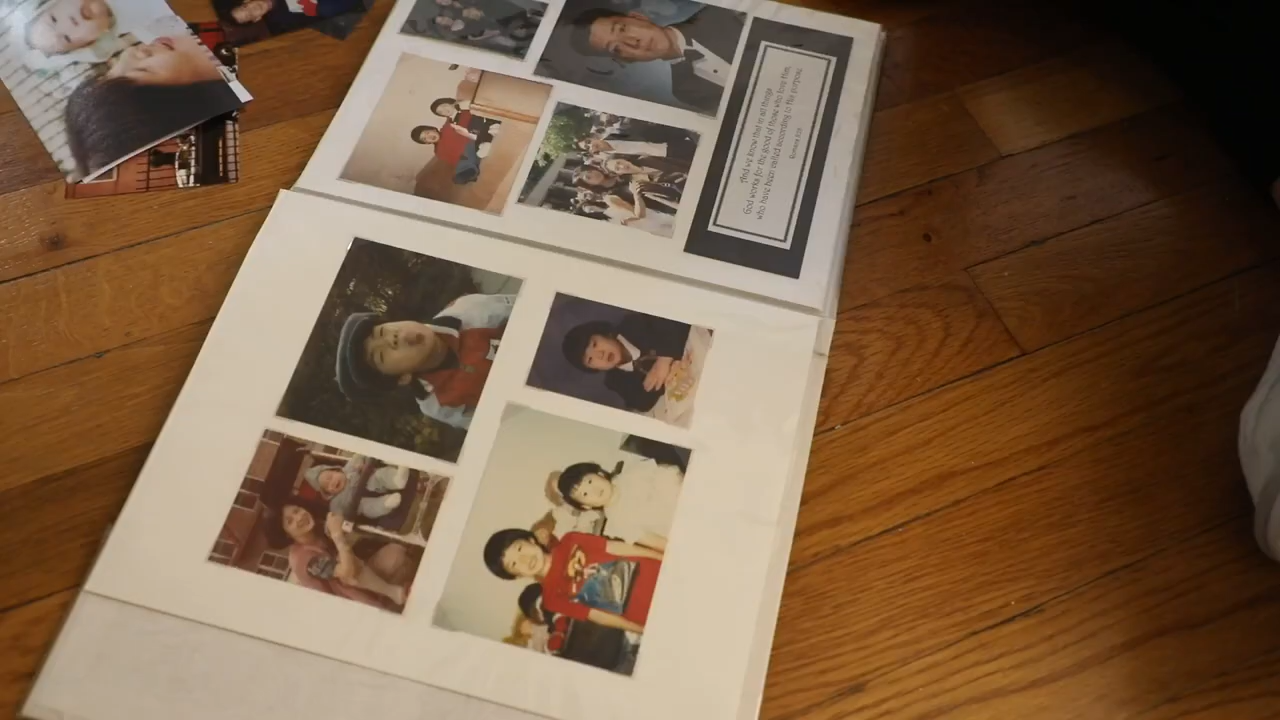 And we know that in all things
God works for the good of those who love Him,
who have been called according to His purpose.
Romans 8:28